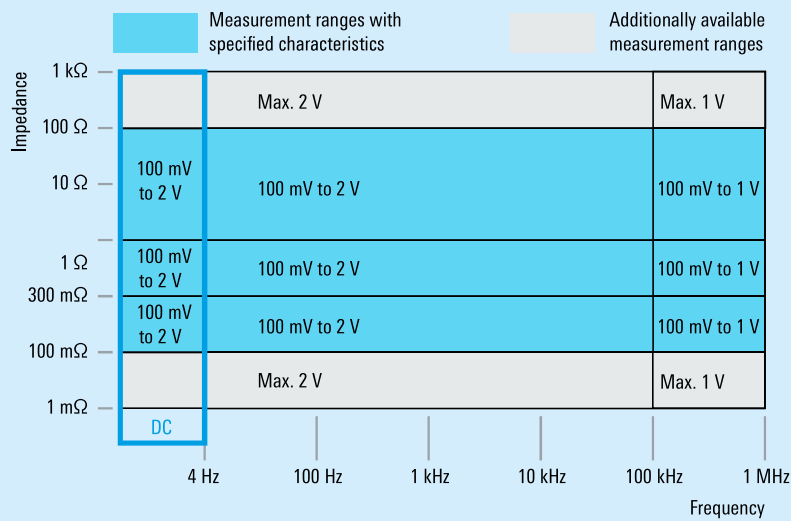 Measurement ranges with
specified characteristics
Additionally available
measurement ranges
Impedance
1 kΩ
Max. 2 V
Max. 1 V
100 Ω
100 mV
to 2 V
10 Ω
100 mV to 2 V
100 mV to 1 V
100 mV
to 2 V
1 Ω
100 mV to 2 V
100 mV to 1 V
300 mΩ
100 mV
to 2 V
100 mV to 2 V
100 mV to 1 V
100 mΩ
Max. 2 V
Max. 1 V
1 mΩ
DC
4 Hz
100 Hz
1 kHz
10 kHz
100 kHz
1 MHz
Frequency